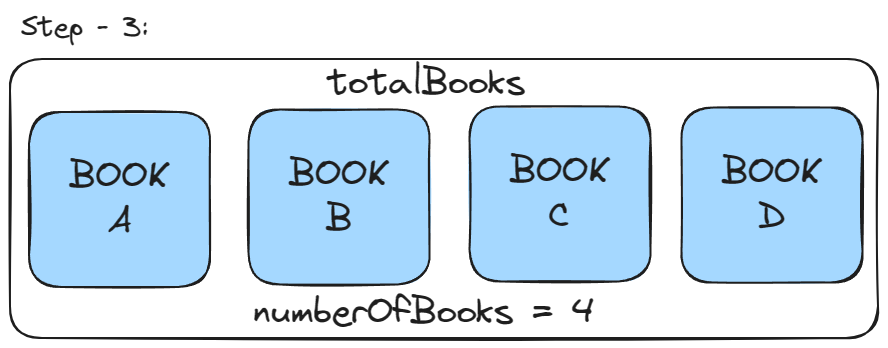 Step - 3:
totalBooks
BOOK
A
BOOK
B
BOOK
C
BOOK
D
numberOfBooks = 4